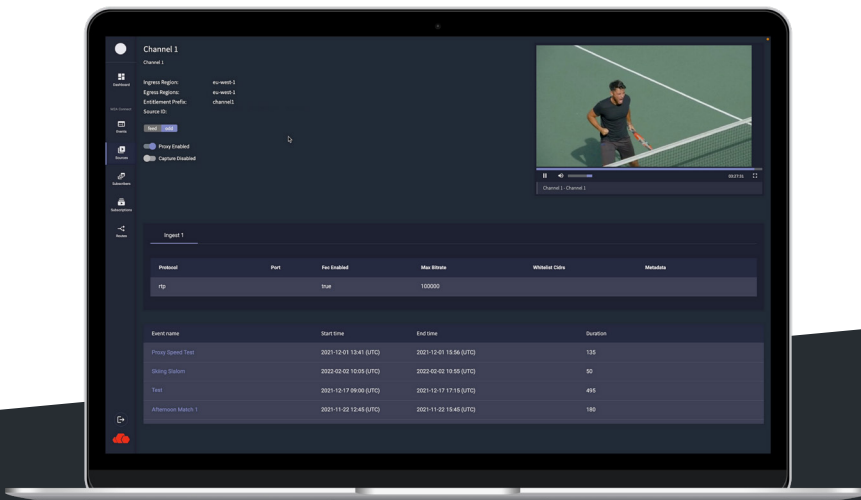 Channel 1
Channel 1
Ingress Region: eu-west-1
Egress Regions: eu-west-1
Entitlement Prefix: channel1
Source ID:
feed add
Proxy Enabled
Capture Disabled
Dashboard
Events
Sources
Subscribers
Subscriptions
Review
Channel 1 - Channel 1
Ingest 1
Protocol Port Fec Enabled Max Bitrate Whitelist Cidrs Metadata
rtp true 100000
Event name Start time End time Duration
Proxy Speed Test 2021-12-01 13:41 (UTC) 2021-12-01 15:56 (UTC) 135
Skiing Slalom 2022-02-02 10:05 (UTC) 2022-02-02 10:55 (UTC) 50
Test 2021-12-17 09:00 (UTC) 2021-12-17 17:15 (UTC) 495
Afternoon Match 1 2021-11-22 12:45 (UTC) 2021-11-22 15:45 (UTC) 180